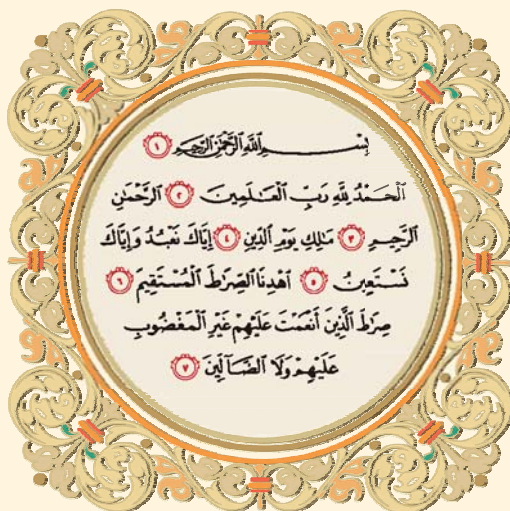 بِسْمِ ٱللَّهِ ٱلرَّحْمَٰنِ ٱلرَّحِيمِ ١
ٱلْحَمْدُ لِلَّهِ رَبِّ ٱلْعَٰلَمِينَ ٢ ٱلرَّحْمَٰنِ
ٱلرَّحِيمِ ٣ مَٰلِكِ يَوْمِ ٱلدِّينِ ٤ إِيَّاكَ نَعْبُدُ وَإِيَّاكَ
نَسْتَعِينُ ٥ ٱهْدِنَا ٱلصِّرَٰطَ ٱلْمُسْتَقِيمَ ٦
صِرَٰطَ ٱلَّذِينَ أَنْعَمْتَ عَلَيْهِمْ غَيْرِ ٱلْمَغْضُوبِ
عَلَيْهِمْ وَلَا ٱلضَّآلِّينَ ٧